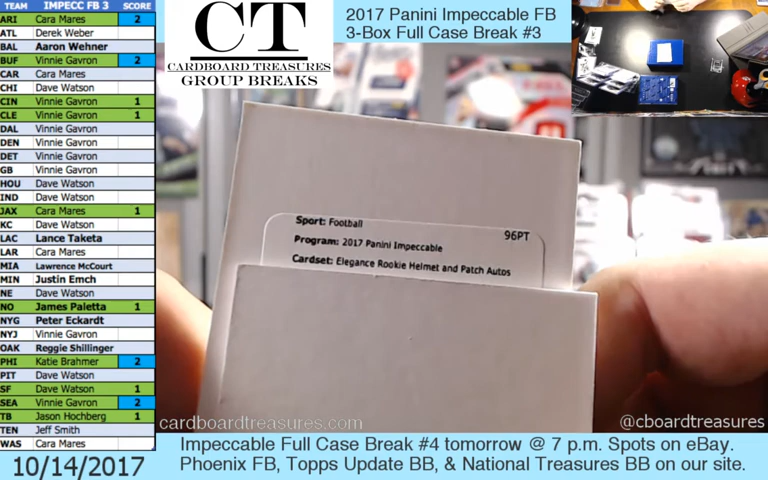 TEAM IMPECC FB 3 SCORE
ARI Cara Mares 2
ATL Derek Weber
BAL Aaron Wehner
BUF Vinnie Gavron 2
CAR Cara Mares
CHI Dave Watson
CIN Vinnie Gavron 1
CLE Vinnie Gavron 1
DAL Vinnie Gavron
DEN Vinnie Gavron
DET Vinnie Gavron
GB Vinnie Gavron
HOU Dave Watson
IND Dave Watson
JAX Cara Mares 1
KC Dave Watson
LAC Lance Taketa
LAR Cara Mares
MIA Lawrence McCourt
MIN Justin Emch
NE Dave Watson
NO James Paletta 1
NYG Peter Eckardt
NYJ Vinnie Gavron
OAK Reggie Shillinger
PHI Katie Brahmer 2
PIT Dave Watson
SF Dave Watson 1
SEA Vinnie Gavron 2
TB Jason Hochberg 1
TEN Jeff Smith
WAS Cara Mares
10/14/2017
CT
CARDBOARD TREASURES
GROUP BREAKS
2017 Panini Impeccable FB
3-Box Full Case Break #3
Sport: Football
96PT
Program: 2017 Panini Impeccable
Cardset: Elegance Rookie Helmet and Patch Autos
cardboardtreasures.com
@cboardtreasures
Impeccable Full Case Break #4 tomorrow @ 7 p.m. Spots on eBay.
Phoenix FB, Topps Update BB, & National Treasures BB on our site.